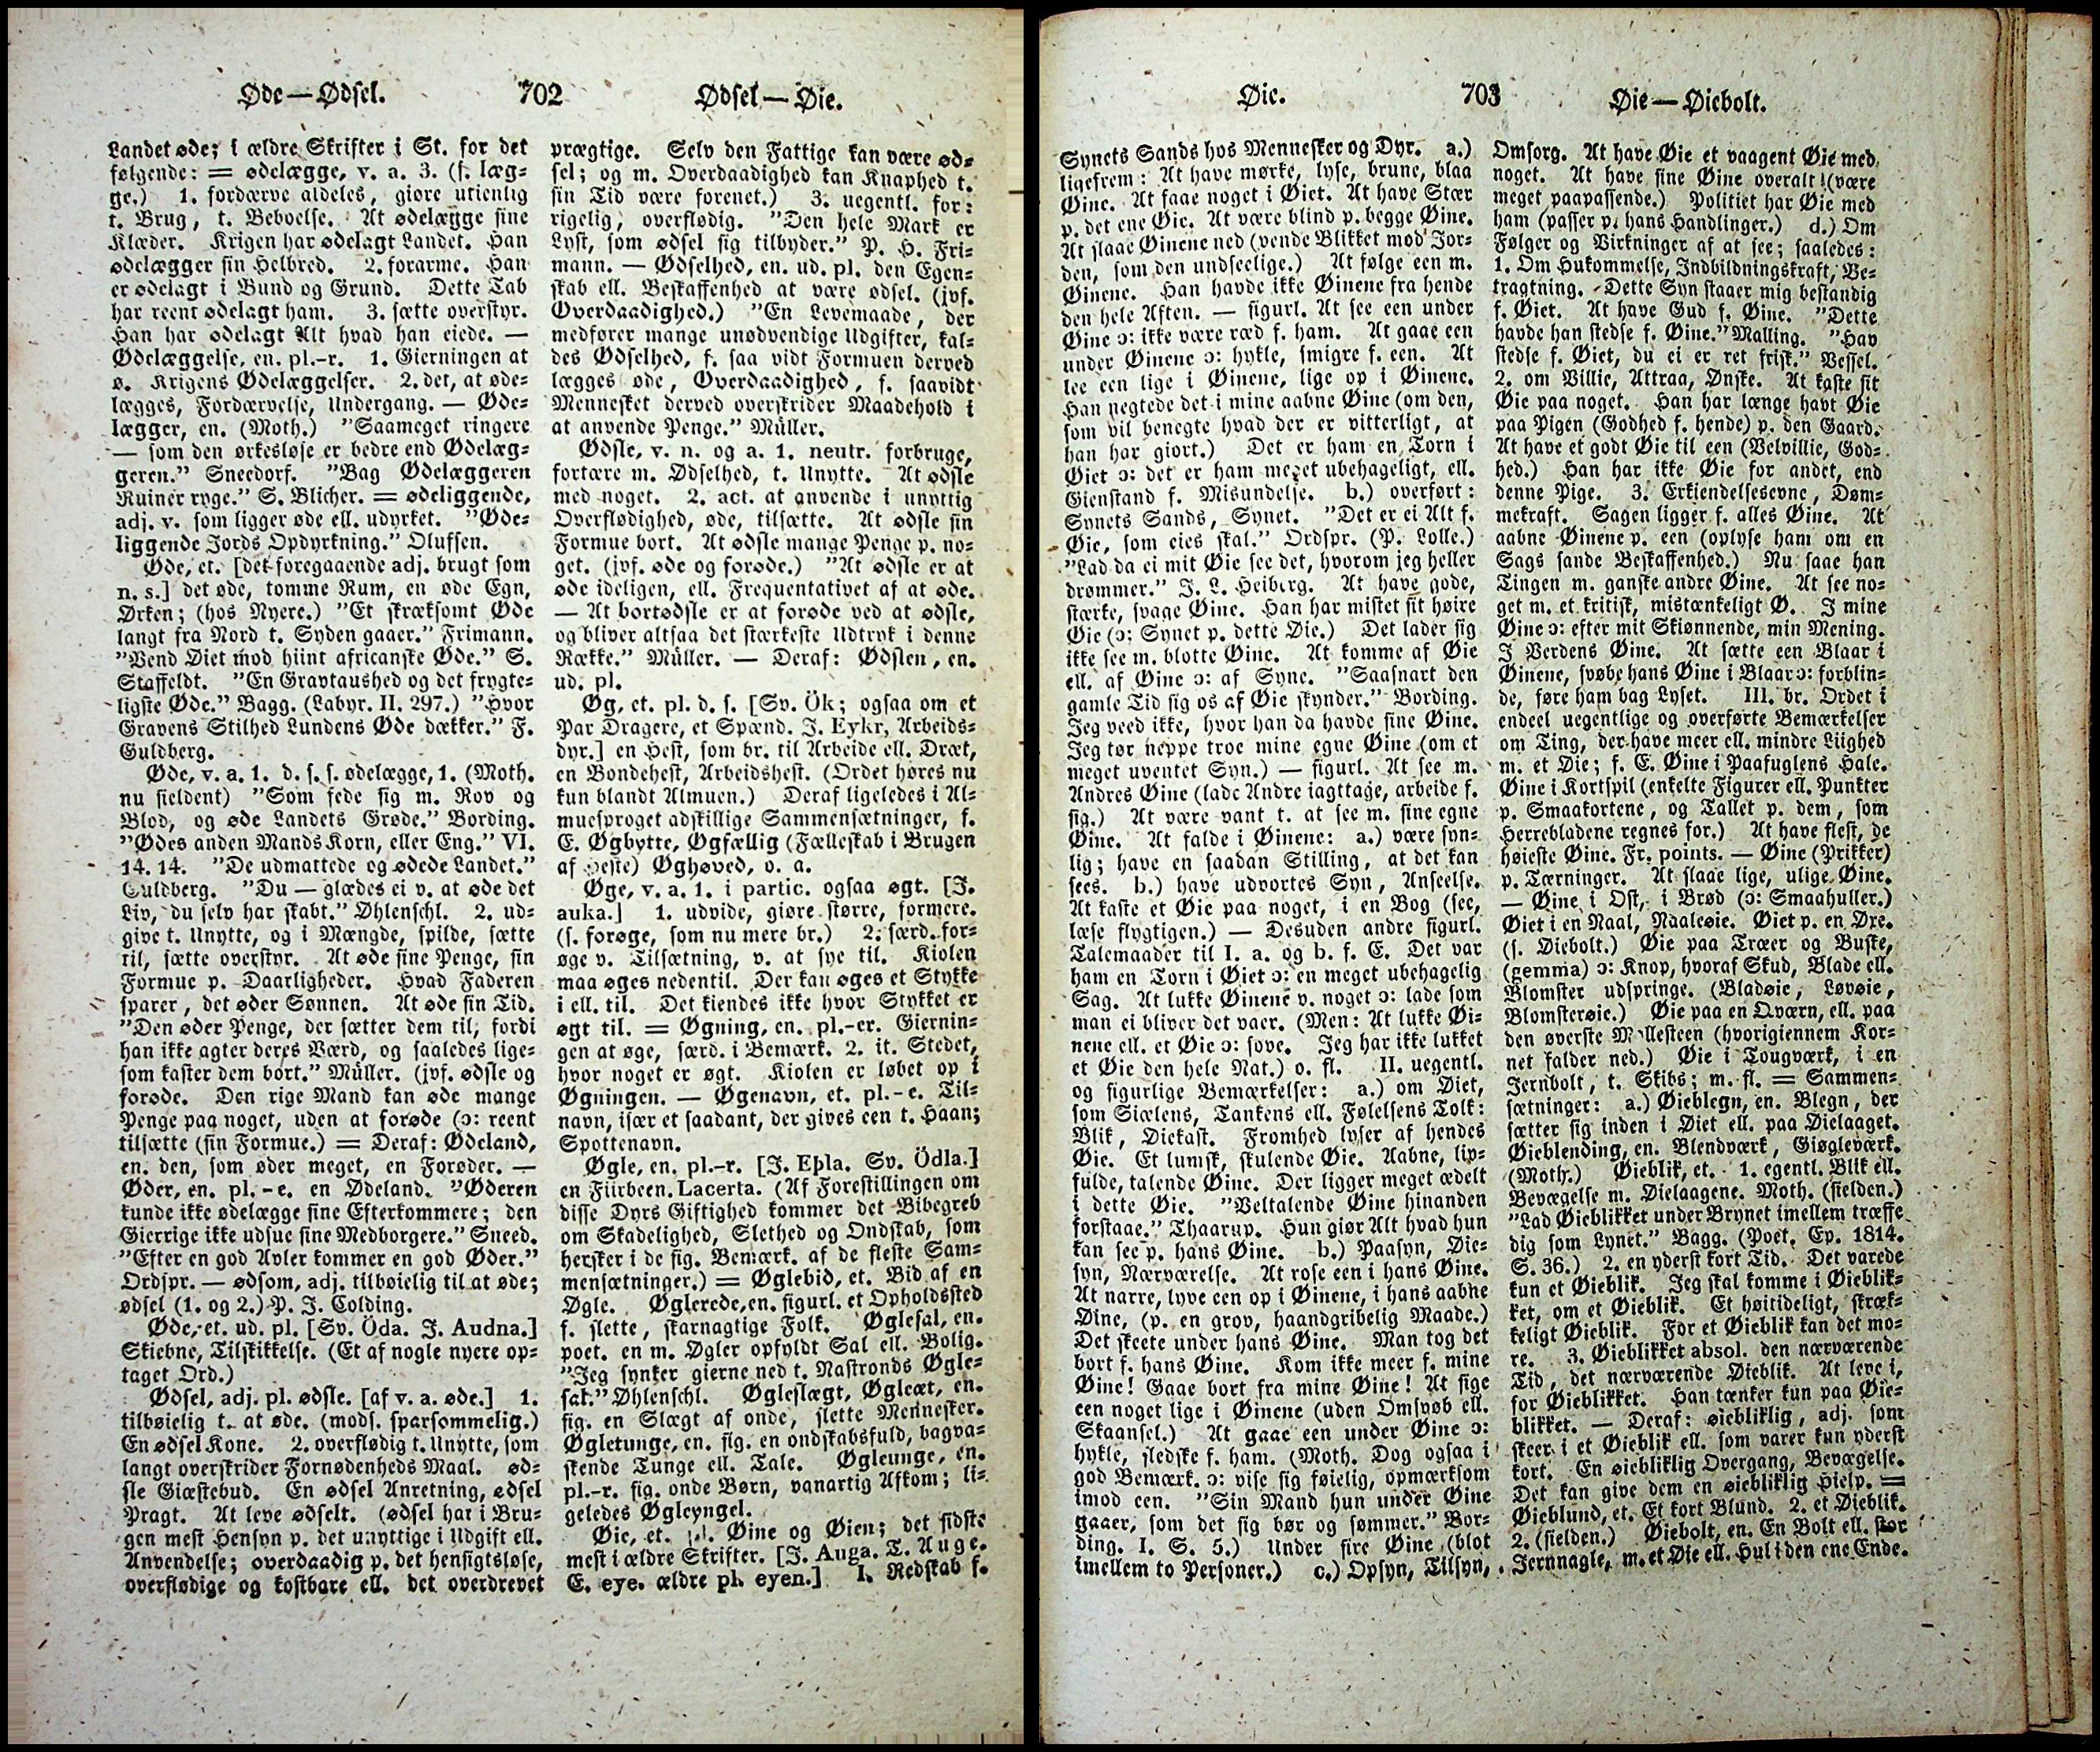 Øde — Ødsel.
702
Ødsel — Øie.
Landet øde; i ældre Skrifter i St. for det
følgende: = ødelægge, v. a. 3. (s. læg-
ge.) 1. fordærve aldeles, giøre utienlig
t. Brug, t. Beboelse. At ødelægge sine
Klæder. Krigen har ødelagt Landet. Han
ødelægger sin Helbred. 2. forarme. Han
er ødelagt i Bund og Grund. Dette Tab
har reent ødelagt ham. 3. sætte overstyr.
Han har ødelagt Alt hvad han eiede. —
Ødelæggelse, en. pl.-r. 1. Gierningen at
ø. Krigens Ødelæggelser. 2. det, at øde-
lægges, Fordærvelse, Undergang. — Øde-
lægger, en. (Moth.) "Saameget ringere
— som den ørkesløse er bedre end Ødelæg-
geren." Sneedorf. "Bag Ødelæggeren
Ruiner ryge." S. Blicher. = ødeliggende,
adj. v. som ligger øde ell. udyrket. "Øde-
liggende Jords Opdyrkning." Olufsen.
Øde, et. [det foregaaende adj. brugt som
n. s.] det øde, tomme Rum, en øde Egn,
Ørken; (hos Nyere.) "Et skræksomt Øde
langt fra Nord t. Syden gaaer." Frimann.
"Vend Øiet mod hiint africanske Øde." S.
Staffeldt. "En Gravtaushed og det frygte-
ligste Øde." Bagg. (Labyr. II. 297.) "Hvor
Gravens Stilhed Lundens Øde dækker." F.
Guldberg.
Øde, v. a. 1. d. s. s. ødelægge, 1. (Moth.
nu sieldent) "Som fede sig m. Rov og
Blod, og øde Landets Grøde." Bording.
"Ødes anden Mands Korn, eller Eng." VI.
14. 14. "De udmattede og ødede Landet."
Guldberg. "Du — glædes ei v. at øde det
Liv, du selv har skabt." Øhlenschl. 2. ud-
give t. Unytte, og i Mængde, spilde, sætte
til, sætte overstyr. At øde sine Penge, sin
Formue p. Daarligheder. Hvad Faderen
sparer, det øder Sønnen. At øde sin Tid.
"Den øder Penge, der sætter dem til, fordi
han ikke agter deres Værd, og saaledes lige-
som kaster dem bort." Müller. (jvf. ødsle og
forøde. Den rige Mand kan øde mange
Penge paa noget, uden at forøde (ɔ: reent
tilsætte (sin Formue.) = Deraf: Ødeland,
en. den, som øder meget, en Forøder. —
Øder, en. pl.-e. en Ødeland. "Øderen
kunde ikke ødelægge sine Efterkommere; den
Gierrige ikke udsue sine Medborgere." Sneed.
"Efter en god Avler kommer en god Øder."
Ordspr. — ødsom, adj. tilbøielig til at øde;
ødsel (1. og 2.) P. J. Colding.
Øde, et. ud. pl. [Sv. Öda. J. Audna.]
Skiebne, Tilskikkelse. (Et af nogle nyere op-
taget Ord.)
Ødsel, adj. pl. ødsle. [af v. a. øde.] 1.
tilbøielig t. at øde. (mods. sparsommelig.)
En ødsel Kone. 2. overflødig t. Unytte, som
langt overskrider Fornødenheds Maal. ød-
sle Giæstebud. En ødsel Anretning, ødsel
Pragt. At leve ødselt. (ødsel har i Bru-
gen mest Hensyn p. det unyttige i Udgift ell.
Anvendelse; overdaadig p. det hensigtsløse,
overflødige og kostbare ell. det overdrevet
prægtige. Selv den Fattige kan være ød-
sel; og m. Overdaadighed kan Knaphed t.
sin Tid være forenet.) 3. uegentl. for:
rigelig, overflødig. "Den hele Mark er
Lyst, som ødsel sig tilbyder." P. H. Fri-
mann. — Ødselhed, en. ud. pl. den Egen-
skab ell. Beskaffenhed at være ødsel. (jvf.
Overdaadighed.) "En Levemaade, der
medfører mange unødvendige Udgifter, kal-
des Ødselhed, f. saa vidt Formuen derved
lægges øde, Overdaadighed, f. saavidt
Mennesket derved overskrider Maadehold i
at anvende Penge." Müller.
Ødsle, v. n. og a. 1. neutr. forbruge,
fortære m. Ødselhed, t. Unytte. At ødsle
med noget. 2. act. at anvende i unyttig
Overflødighed, øde, tilsætte. At ødsle sin
Formue bort. At ødsle mange Penge p. no-
get. (jvf. øde og forøde.) "At ødsle er at
øde ideligen, ell. Frequentativet af at øde.
— At bortødsle er at forøde ved at ødsle,
og bliver altsaa det stærkeste Udtryk i denne
Række." Müller. — Deraf: Ødslen, en.
ud. pl.
Øg, et. pl. d. s. [Sv. Ök; ogsaa om et
Par Dragere, et Spænd. J. Eykr, Arbeids-
dyr.] en Hest, som br. til Arbeide ell. Dræt,
en Bondehest, Arbeidshest. (Ordet høres nu
kun blandt Almuen.) Deraf ligeledes i Al-
muesproget adskillige Sammensætninger, f.
E. Øgbytte, Øgfællig (Fælleskab i Brugen
af Heste) Øghøved, o. a.
Øge, v. a. 1. i partic. ogsaa øgt. [J.
auka.] 1. udvide, giøre større, formere.
(s. forøge, som nu mere br.) 2. særd. for-
øge v. Tilsætning, v. at sye til. Kiolen
maa øges nedentil. Der kan øges et Stykke
i ell. til. Det kiendes ikke hvor Stykket er
øgt til. = Øgning, en. pl.-er. Giernin-
gen at øge, særd. i Bemærk. 2. it. Stedet,
hvor noget er øgt. Kiolen er løbet op i
Øgningen. — Øgenavn, et. pl.-e. Til-
navn, især et saadant, der gives een t. Haan;
Spottenavn.
Øgle, en. pl.-r. [J. Eþla. Sv. Ödla.]
en Fiirbeen. Lacerta. (Af Forestillingen om
disse Dyrs Giftighed kommer det Bibegreb
om Skadelighed, Slethed og Ondskab, som
hersker i de fig. Bemærk. af de fleste Sam-
mensætninger.) = Øglebid, et. Bid af en
Øgle. Øglerede, en. figurl. et Opholdssted
f. slette, skarnagtige Folk. Øglesal, en.
poet. en m. Øgler opfyldt Sal ell. Bolig.
"Jeg synker gierne ned t. Nastronds Øgle-
sal." Øhlenschl. Øgleslægt, Øgleæt, en.
fig. en Slægt af onde, slette Mennesker.
Øgletunge, en. fig. en ondskabsfuld, bagva-
skende Tunge ell. Tale. Øgleunge, en.
pl.-r. fig. onde Børn, vanartig Afkom; li-
geledes Øgleyngel.
Øie, et. pl. Øine og Øien; det sidste
mest i ældre Skrifter. [J. Auga. T. Auge.
E. eye. ældre pl. eyen.] I. Redskab f.
Øie.
703
Øie — Øiebolt.
Synets Sands hos Mennesker og Dyr. a.)
ligefrem: At have mørke, lyse, brune, blaa
Øine. At faae noget i Øiet. At have Stær
p. det ene Øie. At være blind p. begge Øine.
At slaae Øinene ned (vende Blikket mod Jor-
den, som den undseelige.) At følge een m.
Øinene. Han havde ikke Øinene fra hende
den hele Aften. — figurl. At see een under
Øine ɔ: ikke være ræd f. ham. At gaae een
under Øinene ɔ: hykle, smigre f. een. At
lee een lige i Øinene, lige op i Øinene.
Han negtede det i mine aabne Øine (om den,
som vil benegte hvad der er vitterligt, at
han har giort.) Det er ham en Torn i
Øiet ɔ: det er ham meget ubehageligt, ell.
Gienstand f. Misundelse. b.) overført:
Synets Sands, Synet. "Det er ei Alt f.
Øie, som eies skal." Ordspr. (P. Lolle.)
"Lad da ei mit Øie see det, hvorom jeg heller
drømmer." J. L. Heiberg. At have gode,
stærke, svage Øine. Han har mistet sit høire
Øie (ɔ: Synet p. dette Øie.) Det lader sig
ikke see m. blotte Øine. At komme af Øie
ell. af Øine ɔ: af Syne. "Saasnart den
gamle Tid sig os af Øie skynder." Bording.
Jeg veed ikke, hvor han da havde sine Øine.
Jeg tør neppe troe mine egne Øine (om et
meget uventet Syn.) — figurl. At see m.
Andres Øine (lade Andre iagttage, arbeide f.
sig.) At være vant t. at see m. sine egne
Øine. At falde i Øinene: a.) være syn-
lig; have en saadan Stilling, at det kan
sees. b.) have udvortes Syn, Anseelse.
At kaste et Øie paa noget, i en Bog (see,
læse flygtigen.) — Desuden andre figurl.
Talemaader til I. a. og b. f. E. Det var
ham en Torn i Øiet ɔ: en meget ubehagelig
Sag. At lukke Øinene v. noget ɔ: lade som
man ei bliver det vaer. (Men: At lukke Øi-
nene ell. et Øie ɔ: sove. Jeg har ikke lukket
et Øie den hele Nat.) o. fl. II. uegentl.
og figurlige Bemærkelser: a.) om Øiet,
som Siælens, Tankens ell. Følelsens Tolk:
Blik, Øiekast. Fromhed lyser af hendes
Øie. Et lumsk, skulende Øie. Aabne, liv-
fulde, talende Øine. Der ligger meget ædelt
i dette Øie. "Veltalende Øine hinanden
forstaae." Thaarup. Hun giør Alt hvad hun
kan see p. hans Øine. b.) Paasyn, Øie-
syn, Nærværelse. At rose een i hans Øine.
At narre, lyve een op i Øinene, i hans aabne
Øine, (p. en grov, haandgribelig Maade.)
Det skeete under hans Øine. Man tog det
bort f. hans Øine. Kom ikke meer f. mine
Øine! Gaae bort fra mine Øine! At sige
een noget lige i Øinene (uden Omsvøb ell.
Skaansel.) At gaae een under Øine ɔ:
hykle, sledske f. ham. (Moth. Dog ogsaa i
god Bemærk. ɔ: vise sig føielig, opmærksom
imod een. "Sin Mand hun under Øine
gaaer, som det sig bør og sømmer." Bor-
ding. I. S. 5.) Under fire Øine (blot
imellem to Personer.) c.) Opsyn, Tilsyn,
Omsorg. At have Øie et vaagent Øie med
noget. At have sine Øine overalt (være
meget paapassende.) Politiet har Øie med
ham (passer p. hans Handlinger.) d.) Om
Følger og Virkninger af at see; saaledes:
1. Om Hukommelse, Indbildningskraft, Be-
tragtning. Dette Syn staaer mig bestandig
f. Øiet. At have Gud f. Øine. "Dette
havde han stedse f. Øine." Malling. "Hav
stedse f. Øiet, du ei er ret frisk." Wessel.
2. om Villie, Attraa, Ønske. At kaste sit
Øie paa noget. Han har længe havt Øie
paa Pigen (Godhed f. hende) p. den Gaard.
At have et godt Øie til een (Velvillie, God-
hed.) Han har ikke Øie for andet, end
denne Pige. 3. Erkiendelsesevne, Døm-
mekraft. Sagen ligger f. alles Øine. At
aabne Øinene p. een (oplyse ham om en
Sags sande Beskaffenhed.) Nu saae han
Tingen m. ganske andre Øine. At see no-
get m. et kritisk, mistænkeligt Ø. I mine
Øine ɔ: efter mit Skiønnende, min Mening.
I Verdens Øine. At sætte een Blaar i
Øinene, svøbe hans Øine i Blaar ɔ: forblin-
de, føre ham bag Lyset. III. br. Ordet i
endeel uegentlige og overførte Bemærkelser
om Ting, der have meer ell. mindre Liighed
m. et Øie; f. E. Øine i Paafuglens Hale.
Øine i Kortspil (enkelte Figurer ell. Punkter
p. Smaakortene, og Tallet p. dem, som
Herrebladene regnes for.) At have flest, de
høieste Øine. Fr. points. — Øine (Prikker)
p. Tærninger. At slaae lige, ulige Øine.
— Øine i Ost, i Brød (ɔ: Smaahuller.)
Øiet i en Naal, Naaleøie. Øiet p. en Øxe.
(s. Øiebolt.) Øie paa Træer og Buske,
(gemma) ɔ: Knop, hvoraf Skud, Blade ell.
Blomster udspringe. (Bladøie, Løvøie,
Blomsterøie.) Øie paa en Qværn, ell. paa
den øverste Møllesteen (hvorigiennem Kor-
net falder ned.) Øie i Tougværk, i en
Jernbolt, t. Skibs; m. fl. = Sammen-
sætninger: a.) Øieblegn, en. Blegn, der
sætter sig inden i Øiet ell. paa Øielaaget.
Øieblending, en. Blendværk, Giøgleværk.
(Moth.) Øieblik, et. 1. egentl. Blik ell.
Bevægelse m. Øielaagene. Moth. (sielden.)
"Lad Øieblikket under Brynet imellem træffe
dig som Lynet." Bagg. (Poet. Ep. 1814.
S. 36.) 2. en yderst kort Tid. Det varede
kun et Øieblik. Jeg skal komme i Øieblik-
ket, om et Øieblik. Et høitideligt, skræk-
keligt Øieblik. For et Øieblik kan det mo-
re. 3. Øieblikket absol. den nærværende
Tid, det nærværende Øieblik. At leve i,
for Øieblikket. Han tænker kun paa Øie-
blikket. — Deraf: øiebliklig, adj. som
skeer i et Øieblik ell. som varer kun yderst
kort. En øiebliklig Overgang, Bevægelse.
Det kan give dem en øiebliklig Hielp. =
Øieblund, et. Et kort Blund. 2. et Øieblik.
2. (sielden.) Øiebolt, en. En Bolt ell. stor
Jernnagle, m. et Øie ell. Hul i den ene Ende.